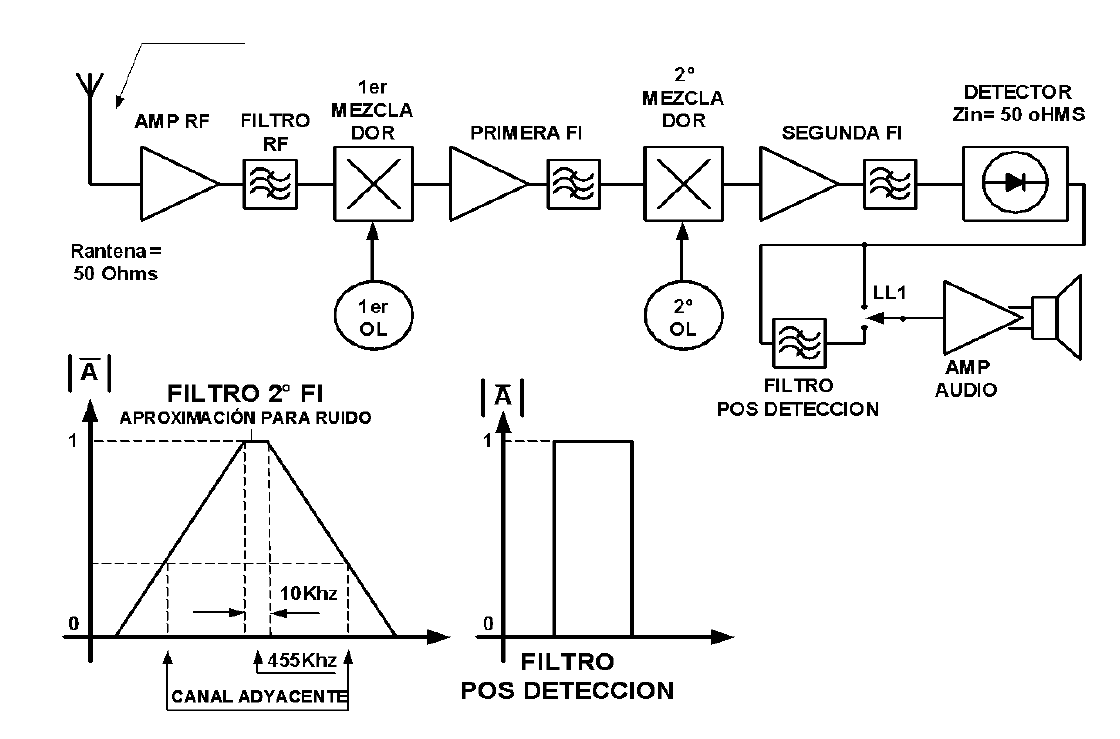 AMP RF
FILTRO
RF
1er
MEZCLA
DOR
PRIMERA FI
2°
MEZCLA
DOR
SEGUNDA FI
DETECTOR
Zin= 50 oHMS
Rantena =
50 Ohms
1er
OL
2°
OL
LL1
FILTRO
POS DETECCION
AMP
AUDIO
|A|
FILTRO 2° FI
APROXIMACIÓN PARA RUIDO
1
0
10Khz
455Khz
CANAL ADYACENTE
|A|
1
0
FILTRO
POS DETECCION